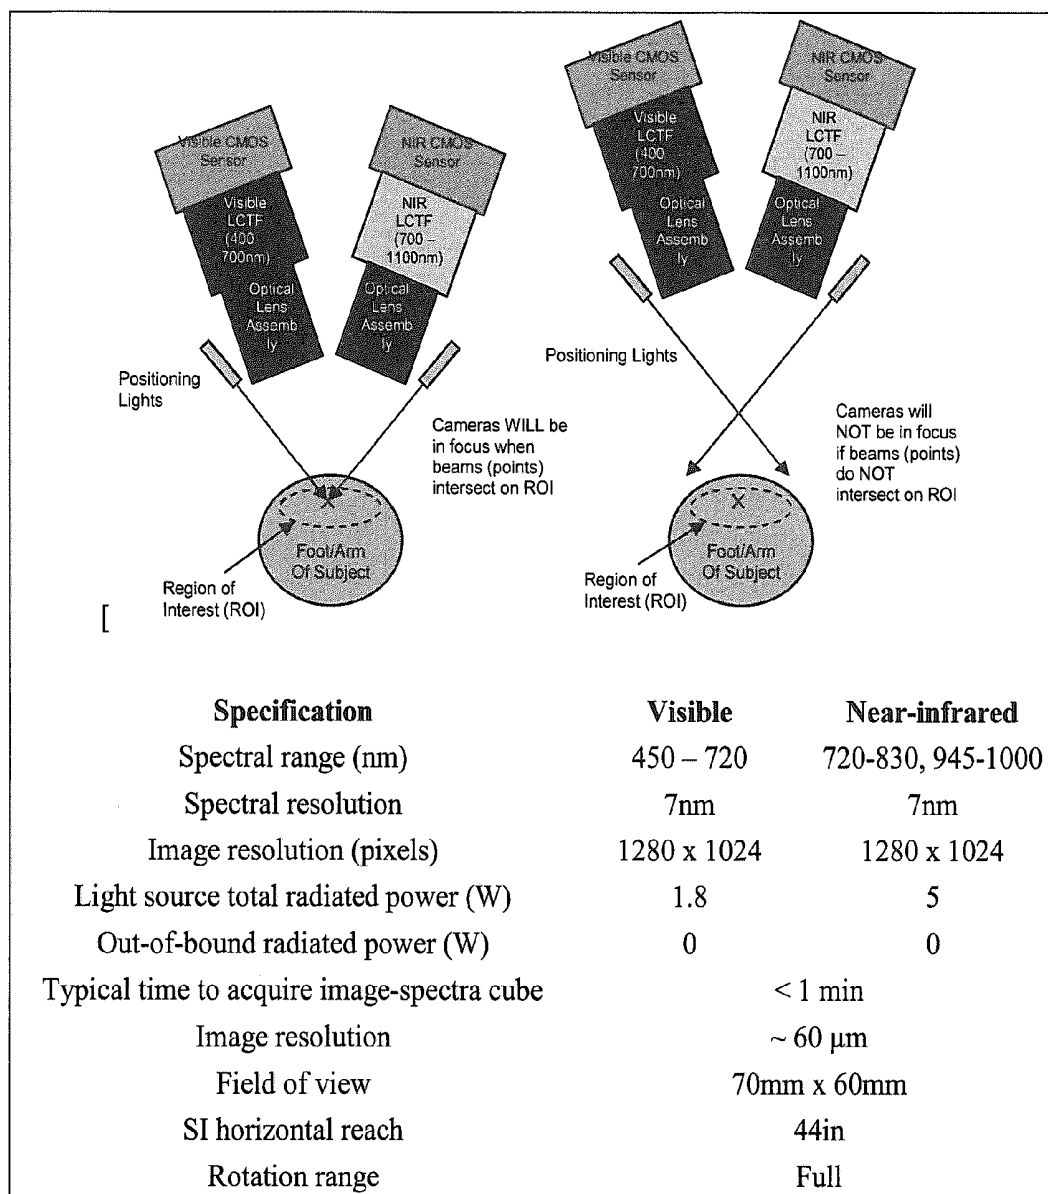 Visible CMOS
Sensor
Visible
LCTF
(400
700nm)
Optical
Lens
Assemb
ly
NIR CMOS
Sensor
NIR
LCTF
(700 –
1100nm)
Optical
Lens
Assemb
ly
Positioning
Lights
Cameras WILL be
in focus when
beams (points)
intersect on ROI
X
Foot/Arm
Of Subject
Region of
Interest (ROI)
[
Visible CMOS
Sensor
Visible
LCTF
(400
700nm)
Optical
Lens
Assemb
ly
NIR CMOS
Sensor
NIR
LCTF
(700 –
1100nm)
Optical
Lens
Assemb
ly
Positioning Lights
Cameras will
NOT be in focus
if beams (points)
do NOT
intersect on ROI
X
Foot/Arm
Of Subject
Region of
Interest (ROI)
Specification Visible Near-infrared
Spectral range (nm) 450 – 720 720-830, 945-1000
Spectral resolution 7nm 7nm
Image resolution (pixels) 1280 x 1024 1280 x 1024
Light source total radiated power (W) 1.8 5
Out-of-bound radiated power (W) 0 0
Typical time to acquire image-spectra cube < 1 min
Image resolution ~ 60 μm
Field of view 70mm x 60mm
SI horizontal reach 44in
Rotation range Full